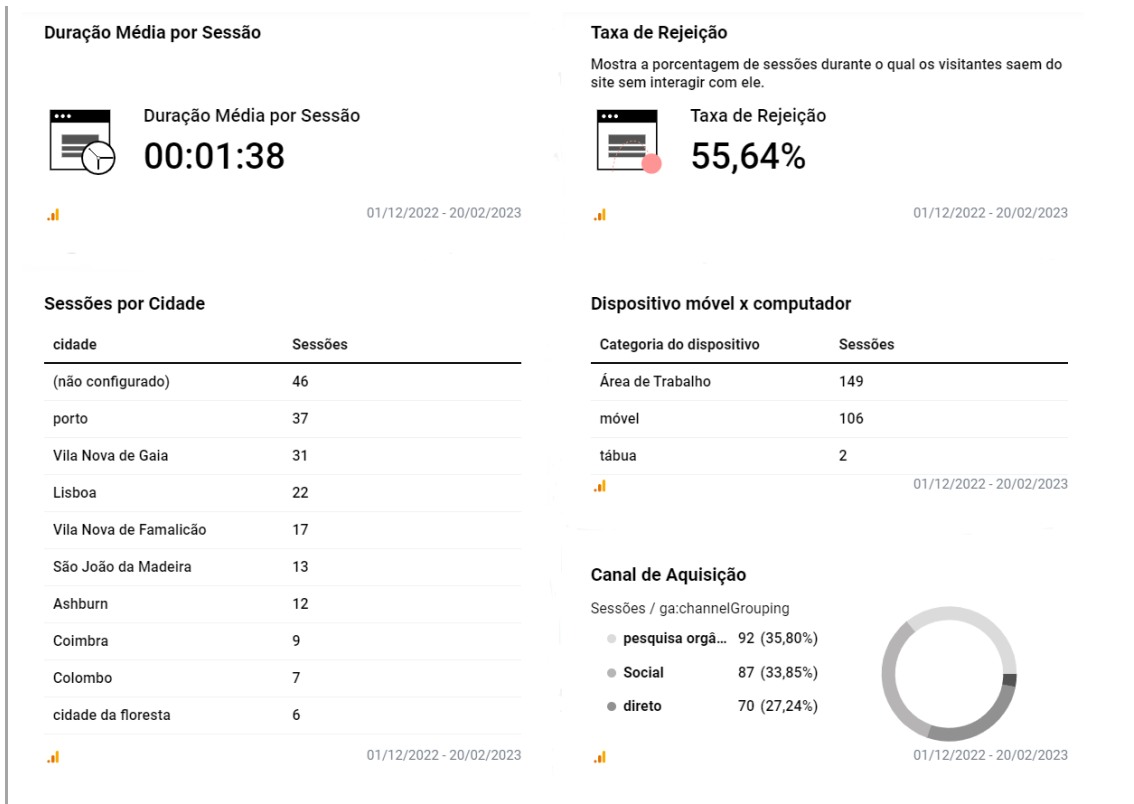 Duração Média por Sessão
Duração Média por Sessão
00:01:38
01/12/2022 - 20/02/2023
Taxa de Rejeição
Mostra a porcentagem de sessões durante o qual os visitantes saem do
site sem interagir com ele.
Taxa de Rejeição
55,64%
01/12/2022 - 20/02/2023
Sessões por Cidade
cidade Sessões
(não configurado) 46
porto 37
Vila Nova de Gaia 31
Lisboa 22
Vila Nova de Famalicão 17
São João da Madeira 13
Ashburn 12
Coimbra 9
Colombo 7
cidade da floresta 6
01/12/2022 - 20/02/2023
Dispositivo móvel x computador
Categoria do dispositivo Sessões
Área de Trabalho 149
móvel 106
tábua 2
01/12/2022 - 20/02/2023
Canal de Aquisição
Sessões / ga:channelGrouping
pesquisa orgâ... 92 (35,80%)
Social 87 (33,85%)
direto 70 (27,24%)
01/12/2022 - 20/02/2023